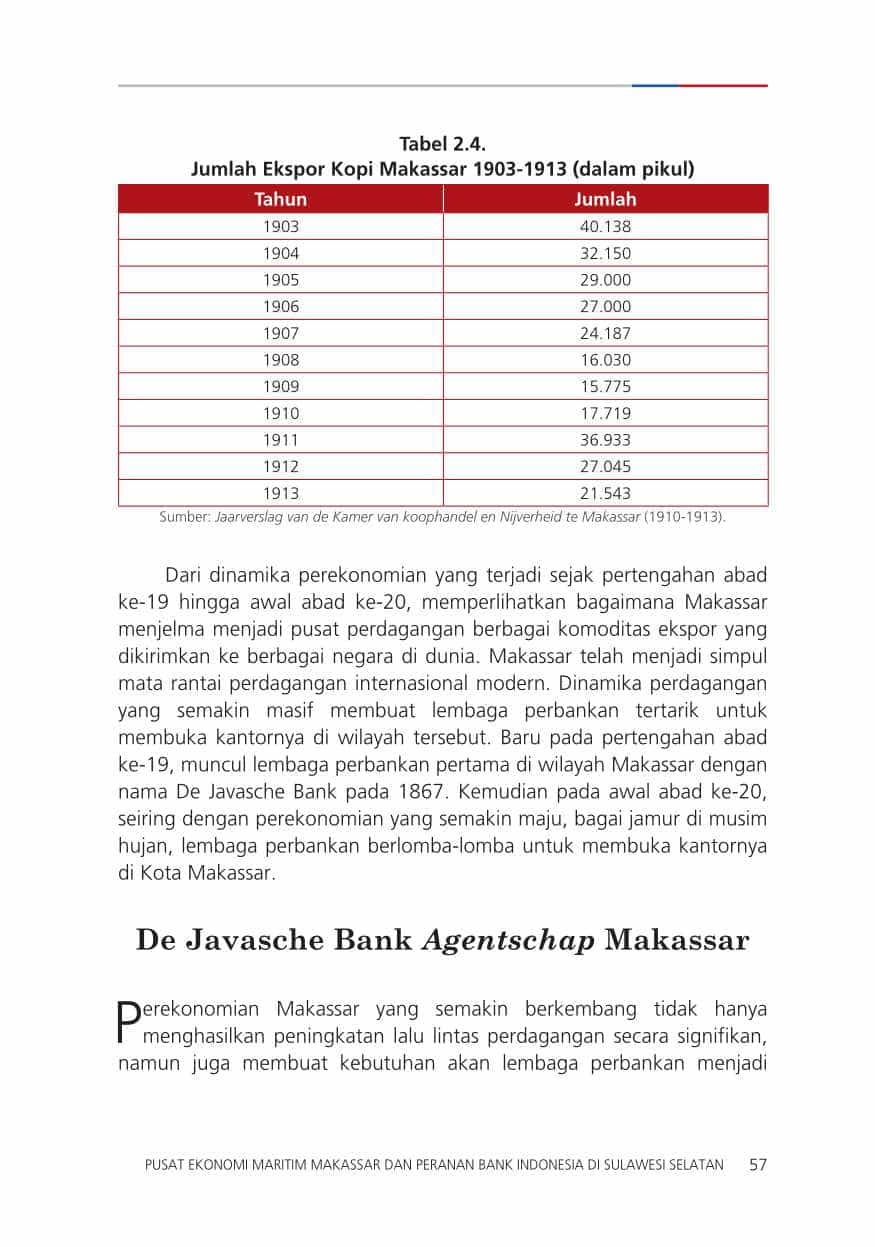 Tabel 2.4.
Jumlah Ekspor Kopi Makassar 1903-1913 (dalam pikul)
Tahun Jumlah
1903 40.138
1904 32.150
1905 29.000
1906 27.000
1907 24.187
1908 16.030
1909 15.775
1910 17.719
1911 36.933
1912 27.045
1913 21.543
Sumber: Jaarverslag van de Kamer van koophandel en Nijverheid te Makassar (1910-1913).
Dari dinamika perekonomian yang terjadi sejak pertengahan abad
ke-19 hingga awal abad ke-20, memperlihatkan bagaimana Makassar
menjelma menjadi pusat perdagangan berbagai komoditas ekspor yang
dikirimkan ke berbagai negara di dunia. Makassar telah menjadi simpul
mata rantai perdagangan internasional modern. Dinamika perdagangan
yang semakin masif membuat lembaga perbankan tertarik untuk
membuka kantornya di wilayah tersebut. Baru pada pertengahan abad
ke-19, muncul lembaga perbankan pertama di wilayah Makassar dengan
nama De Javasche Bank pada 1867. Kemudian pada awal abad ke-20,
seiring dengan perekonomian yang semakin maju, bagai jamur di musim
hujan, lembaga perbankan berlomba-lomba untuk membuka kantornya
di Kota Makassar.
De Javasche Bank Agentschap Makassar
Perekonomian Makassar yang semakin berkembang tidak hanya
menghasilkan peningkatan lalu lintas perdagangan secara signifikan,
namun juga membuat kebutuhan akan lembaga perbankan menjadi
PUSAT EKONOMI MARITIM MAKASSAR DAN PERANAN BANK INDONESIA DI SULAWESI SELATAN 57